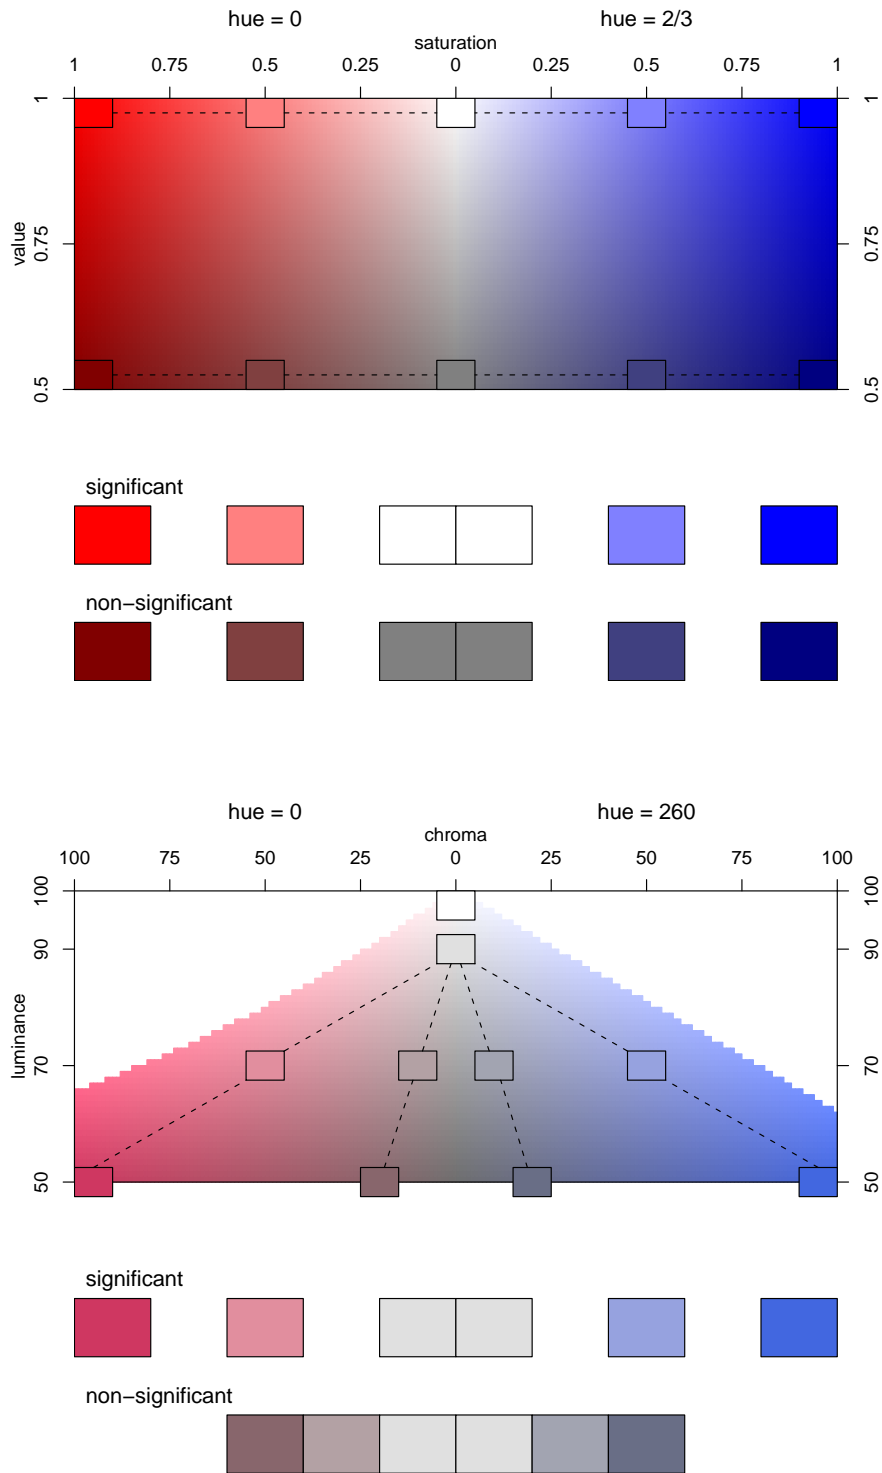 hue = 0 hue = 2/3
saturation
1 0.75 0.5 0.25 0 0.25 0.5 0.75 1
value
1 0.75 0.5
1 0.75 0.5
significant
non−significant
hue = 0 hue = 260
chroma
100 75 50 25 0 25 50 75 100
luminance
100 90 70 50
100 90 70 50
significant
non−significant